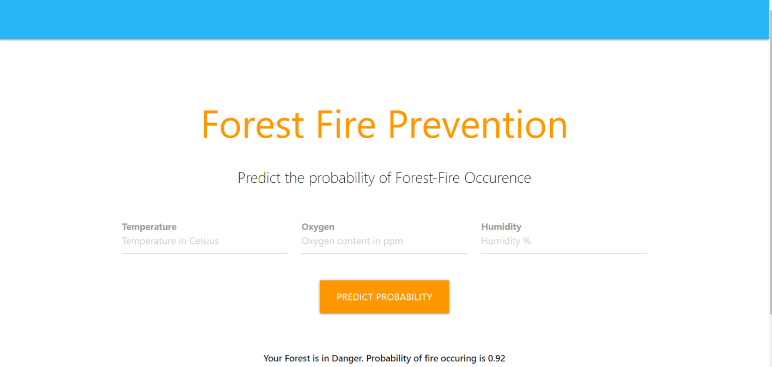 Forest Fire Prevention
Predict the probability of Forest-Fire Occurence
Temperature Oxygen Humidity
Temperature in Celsius Oxygen content in ppm Humidity %
PREDICT PROBABILITY
Your Forest is in Danger. Probability of fire occuring is 0.92